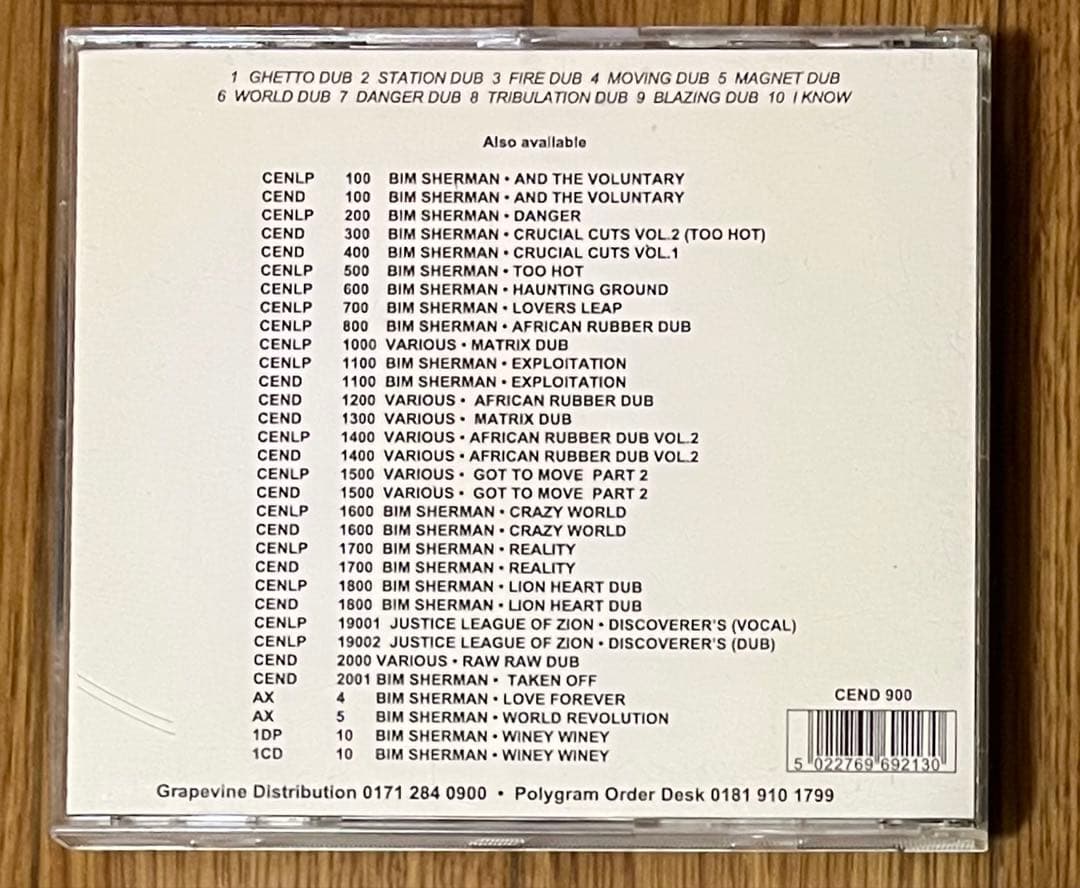 1 GHETTO DUB 2 STATION DUB 3 FIRE DUB 4 MOVING DUB 5 MAGNET DUB
6 WORLD DUB 7 DANGER DUB 8 TRIBULATION DUB 9 BLAZING DUB 10 I KNOW
Also available
CENLP 100 BIM SHERMAN • AND THE VOLUNTARY
CEND 100 BIM SHERMAN • AND THE VOLUNTARY
CENLP 200 BIM SHERMAN • DANGER
CEND 300 BIM SHERMAN • CRUCIAL CUTS VOL.2 (TOO HOT)
CEND 400 BIM SHERMAN • CRUCIAL CUTS VOL.1
CENLP 500 BIM SHERMAN • TOO HOT
CENLP 600 BIM SHERMAN • HAUNTING GROUND
CENLP 700 BIM SHERMAN • LOVERS LEAP
CENLP 800 BIM SHERMAN • AFRICAN RUBBER DUB
CENLP 1000 VARIOUS • MATRIX DUB
CENLP 1100 BIM SHERMAN • EXPLOITATION
CEND 1100 BIM SHERMAN • EXPLOITATION
CEND 1200 VARIOUS • AFRICAN RUBBER DUB
CEND 1300 VARIOUS • MATRIX DUB
CENLP 1400 VARIOUS • AFRICAN RUBBER DUB VOL.2
CEND 1400 VARIOUS • AFRICAN RUBBER DUB VOL.2
CENLP 1500 VARIOUS • GOT TO MOVE PART 2
CEND 1500 VARIOUS • GOT TO MOVE PART 2
CENLP 1600 BIM SHERMAN • CRAZY WORLD
CEND 1600 BIM SHERMAN • CRAZY WORLD
CENLP 1700 BIM SHERMAN • REALITY
CEND 1700 BIM SHERMAN • REALITY
CENLP 1800 BIM SHERMAN • LION HEART DUB
CEND 1800 BIM SHERMAN • LION HEART DUB
CENLP 19001 JUSTICE LEAGUE OF ZION • DISCOVERER'S (VOCAL)
CENLP 19002 JUSTICE LEAGUE OF ZION • DISCOVERER'S (DUB)
CEND 2000 VARIOUS • RAW RAW DUB
CEND 2001 BIM SHERMAN • TAKEN OFF
AX 4 BIM SHERMAN • LOVE FOREVER
AX 5 BIM SHERMAN • WORLD REVOLUTION
1DP 10 BIM SHERMAN • WINEY WINEY
1CD 10 BIM SHERMAN • WINEY WINEY
CEND 900
5 022769 692130
Grapevine Distribution 0171 284 0900 • Polygram Order Desk 0181 910 1799